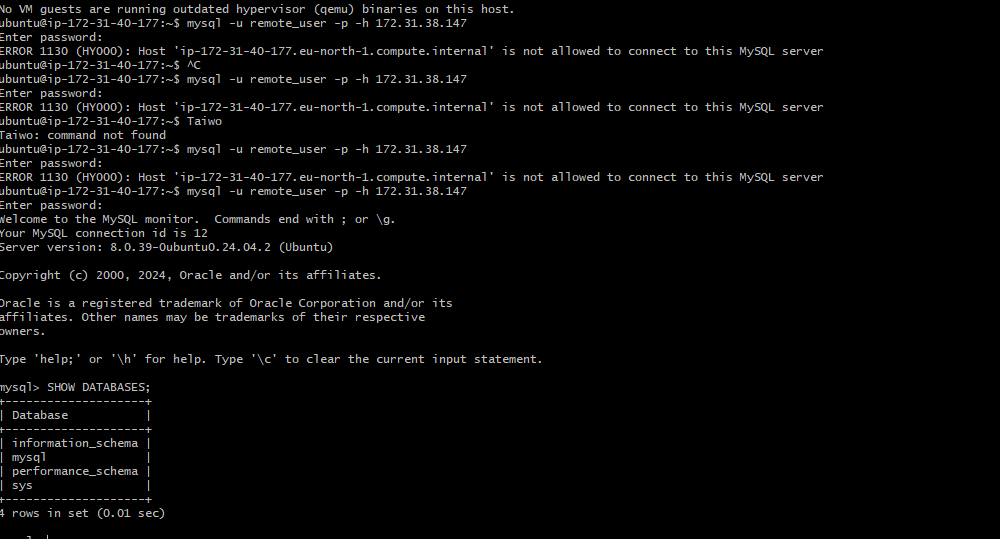 No VM guests are running outdated hypervisor (qemu) binaries on this host.
ubuntu@ip-172-31-40-177:~$ mysql -u remote_user -p -h 172.31.38.147
Enter password:
ERROR 1130 (HY000): Host 'ip-172-31-40-177.eu-north-1.compute.internal' is not allowed to connect to this MySQL server
ubuntu@ip-172-31-40-177:~$ ^C
ubuntu@ip-172-31-40-177:~$ mysql -u remote_user -p -h 172.31.38.147
Enter password:
ERROR 1130 (HY000): Host 'ip-172-31-40-177.eu-north-1.compute.internal' is not allowed to connect to this MySQL server
ubuntu@ip-172-31-40-177:~$ Taiwo
Taiwo: command not found
ubuntu@ip-172-31-40-177:~$ mysql -u remote_user -p -h 172.31.38.147
Enter password:
ERROR 1130 (HY000): Host 'ip-172-31-40-177.eu-north-1.compute.internal' is not allowed to connect to this MySQL server
ubuntu@ip-172-31-40-177:~$ mysql -u remote_user -p -h 172.31.38.147
Enter password:
Welcome to the MySQL monitor.  Commands end with ; or \g.
Your MySQL connection id is 12
Server version: 8.0.39-0ubuntu0.24.04.2 (Ubuntu)
Copyright (c) 2000, 2024, Oracle and/or its affiliates.
Oracle is a registered trademark of Oracle Corporation and/or its
affiliates. Other names may be trademarks of their respective
owners.
Type 'help;' or '\h' for help. Type '\c' to clear the current input statement.
mysql> SHOW DATABASES;
+--------------------+
| Database           |
+--------------------+
| information_schema |
| mysql              |
| performance_schema |
| sys                |
+--------------------+
4 rows in set (0.01 sec)